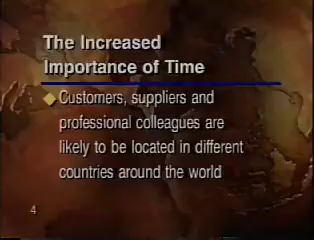 The Increased
Importance of Time
Customers, suppliers and
professional colleagues are
likely to be located in different
countries around the world
4